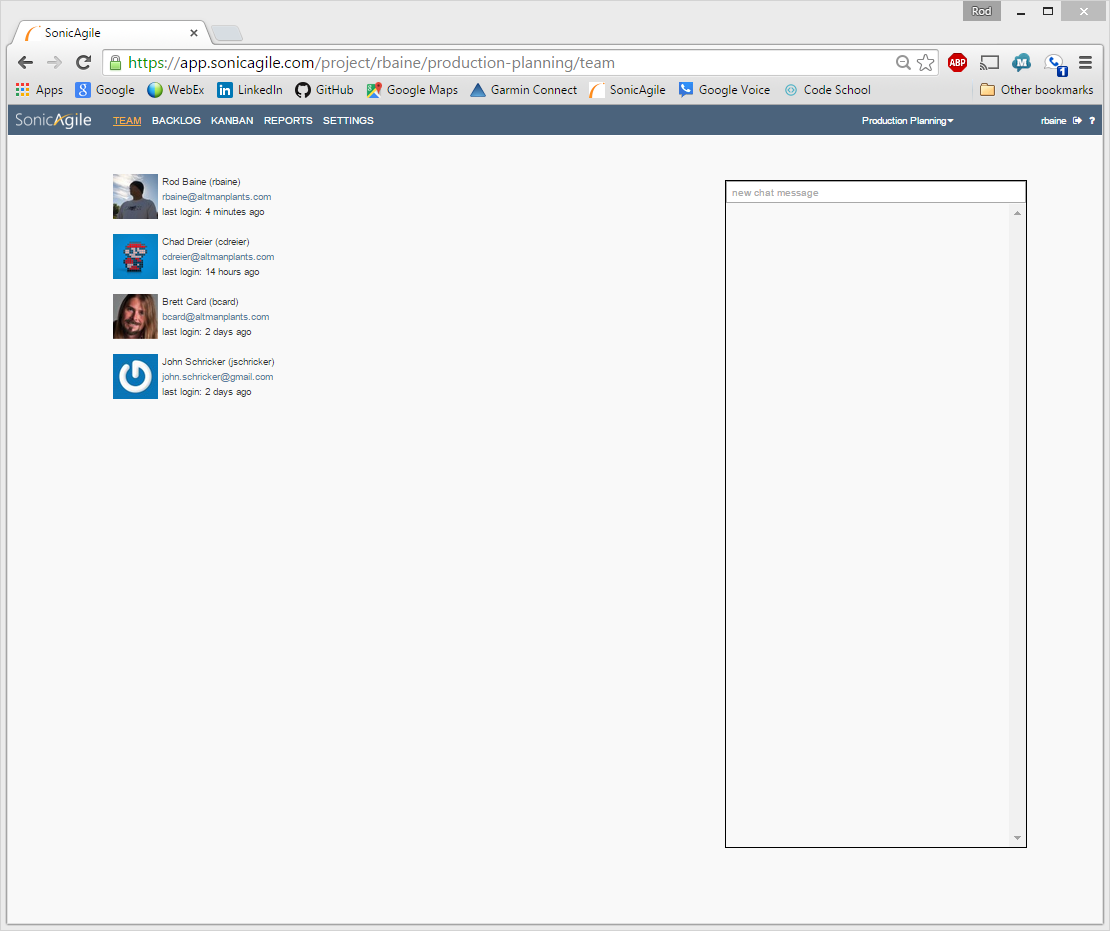 Rod
SonicAgile
https://app.sonicagile.com/project/rbaine/production-planning/team
ABP
M
1
Apps
8 Google
WebEx
in LinkedIn
GitHub
Google Maps
Garmin Connect
SonicAgile
Google Voice
Code School
Other bookmarks
SonicAgile
TEAM BACKLOG KANBAN REPORTS SETTINGS
Production Planning
rbaine
?
Rod Baine (rbaine)
rbaine@altmanplants.com
last login: 4 minutes ago
Chad Dreier (cdreier)
cdreier@altmanplants.com
last login: 14 hours ago
Brett Card (bcard)
bcard@altmanplants.com
last login: 2 days ago
John Schricker (jschricker)
john.schricker@gmail.com
last login: 2 days ago
new chat message